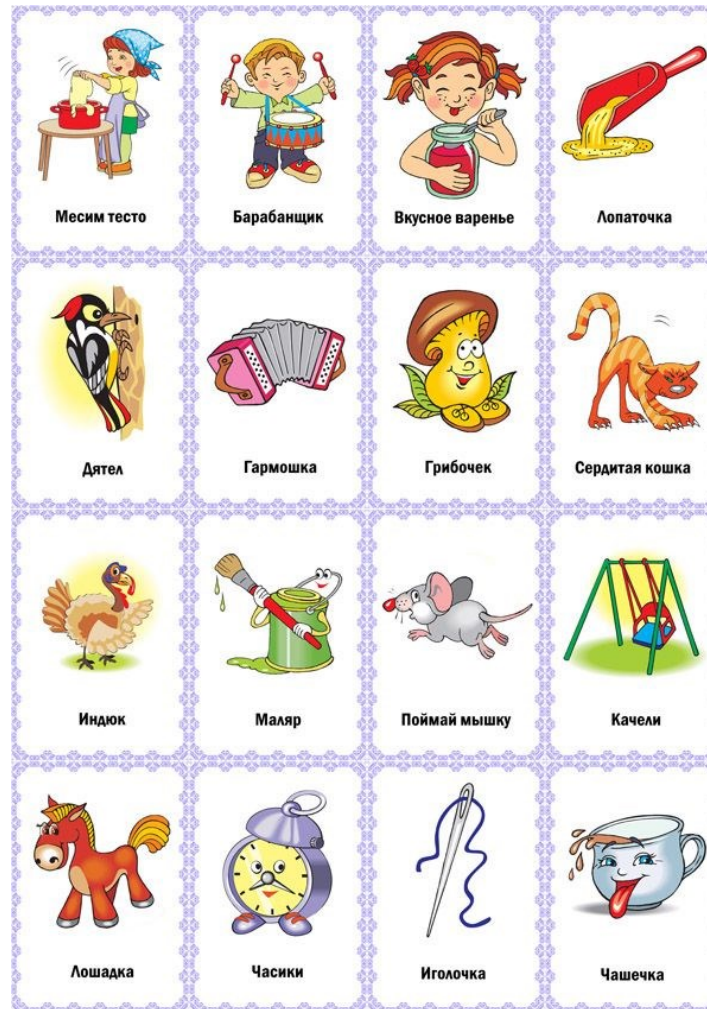 Месим тесто
Барабанщик
Вкусное варенье
Лопаточка
Дятел
Гармошка
Грибочек
Сердитая кошка
Индюк
Маляр
Поймай мышку
Качели
Лошадка
Часики
Иголочка
Чашечка